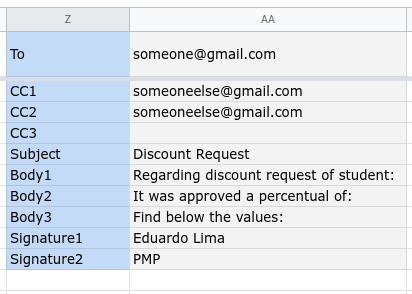 Z AA
To someone@gmail.com
CC1 someoneelse@gmail.com
CC2 someoneelse@gmail.com
CC3
Subject Discount Request
Body1 Regarding discount request of student:
Body2 It was approved a percentual of:
Body3 Find below the values:
Signature1 Eduardo Lima
Signature2 PMP